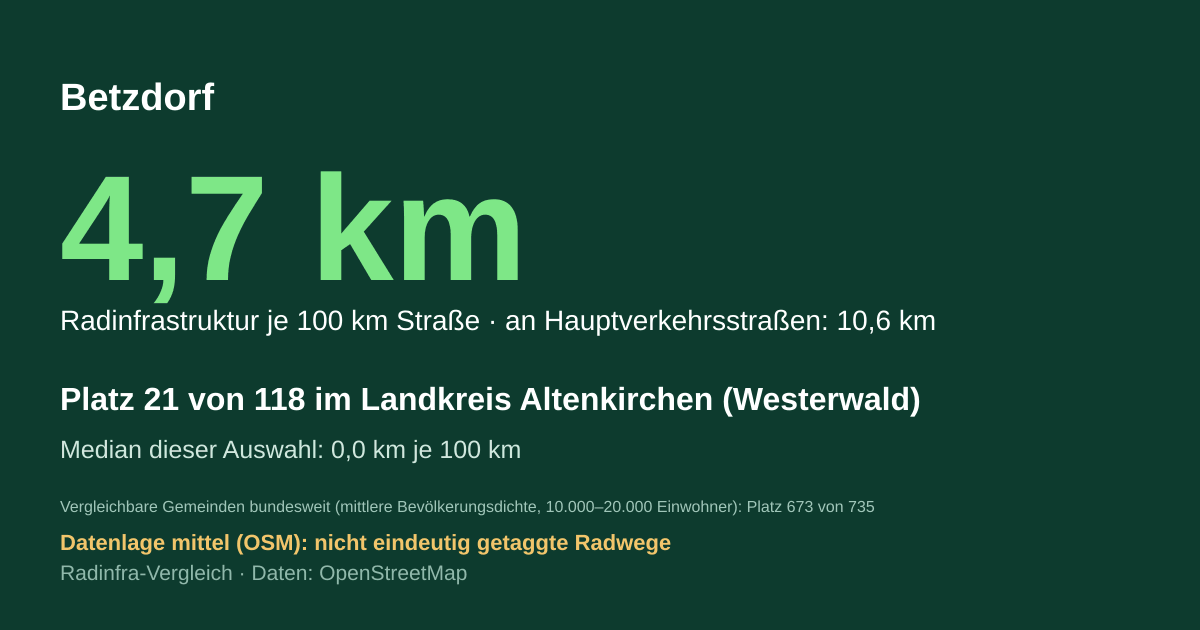 Betzdorf
4,7 km
Radinfrastruktur je 100 km Straße · an Hauptverkehrsstraßen: 10,6 km
Platz 21 von 118 im Landkreis Altenkirchen (Westerwald)
Median dieser Auswahl: 0,0 km je 100 km
Vergleichbare Gemeinden bundesweit (mittlere Bevölkerungsdichte, 10.000–20.000 Einwohner): Platz 673 von 735
Datenlage mittel (OSM): nicht eindeutig getaggte Radwege
Radinfra-Vergleich · Daten: OpenStreetMap